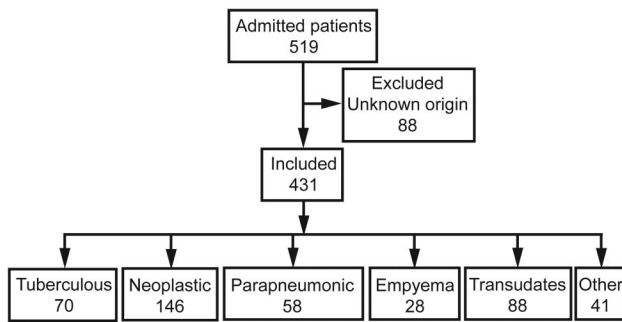 Admitted patients
519
Excluded
Unknown origin
88
Included
431
Tuberculous
70
Neoplastic
146
Parapneumonic
58
Empyema
28
Transudates
88
Other
41